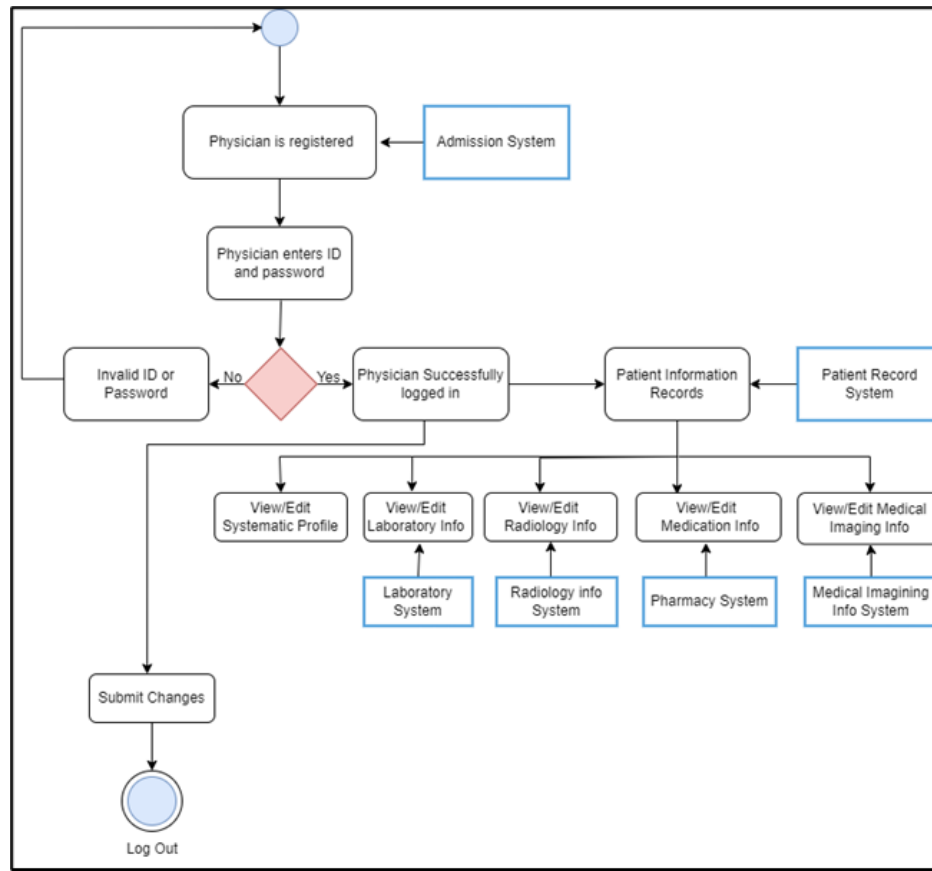 Physician is registered
Admission System
Physician enters ID
and password
Invalid ID or
Password
No
Yes
Physician Successfully
logged in
Patient Information
Records
Patient Record
System
View/Edit
Systematic Profile
View/Edit
Laboratory Info
View/Edit
Radiology Info
View/Edit
Medication Info
View/Edit Medical
Imaging Info
Laboratory
System
Radiology info
System
Pharmacy System
Medical Imagining
Info System
Submit Changes
Log Out